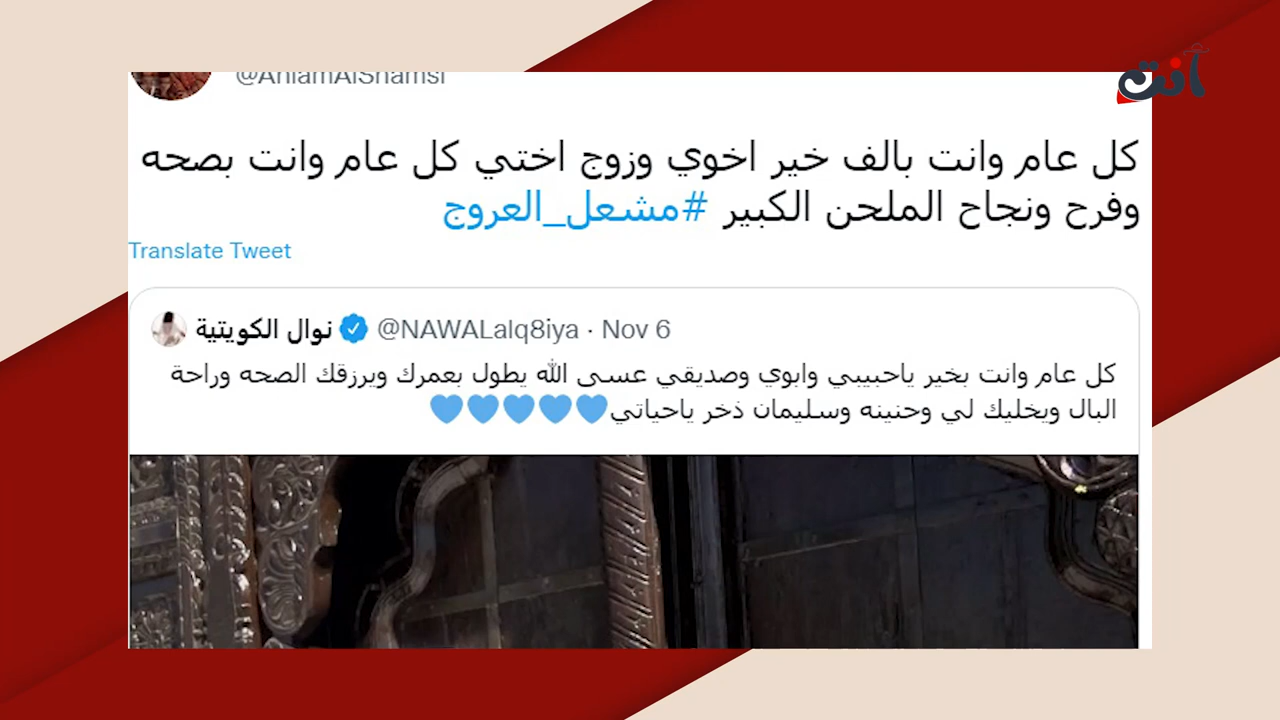 أنت
@AhlamAlShamsi
كل عام وانت بالف خير اخوي وزوج اختي كل عام وانت بصحه
وفرح ونجاح الملحن الكبير #مشعل_العروج
Translate Tweet
نوال الكويتية @NAWALalq8iya · Nov 6
كل عام وانت بخير ياحبيبي وابوي وصديقي عسى الله يطول بعمرك ويرزقك الصحه وراحة
البال ويخليك لي وحنينه وسليمان ذخر ياحياتي💙💙💙💙💙